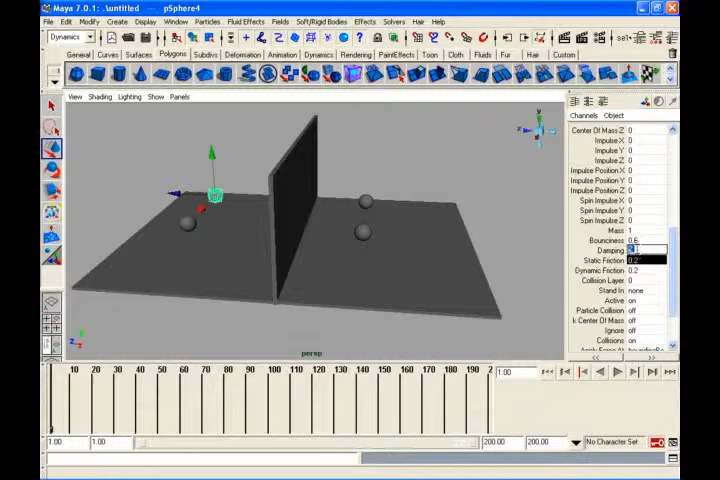 Maya 7.0.1: .\untitled --- pSphere4
File Edit Modify Create Display Window Particles Fluid Effects Fields Soft/Rigid Bodies Effects Solvers Hair Help
Dynamics
sel
General Curves Surfaces Polygons Subdivs Deformation Animation Dynamics Rendering PaintEffects Toon Cloth Fluids Fur Hair Custom
View Shading Lighting Show Panels
Channels Object
Center Of Mass Z 0
Impulse X 0
Impulse Y 0
Impulse Z 0
Impulse Position X 0
Impulse Position Y 0
Impulse Position Z 0
Spin Impulse X 0
Spin Impulse Y 0
Spin Impulse Z 0
Mass 1
Bounciness 0.6
Damping
Static Friction 0.2
Dynamic Friction 0.2
Collision Layer 0
Stand In none
Active on
Particle Collision off
k Center Of Mass off
Ignore off
Collisions on
y
z
persp
10 20 30 40 50 60 70 80 90 100 110 120 130 140 150 160 170 180 190 2
1.00
1.00 1.00 200.00 200.00 No Character Set